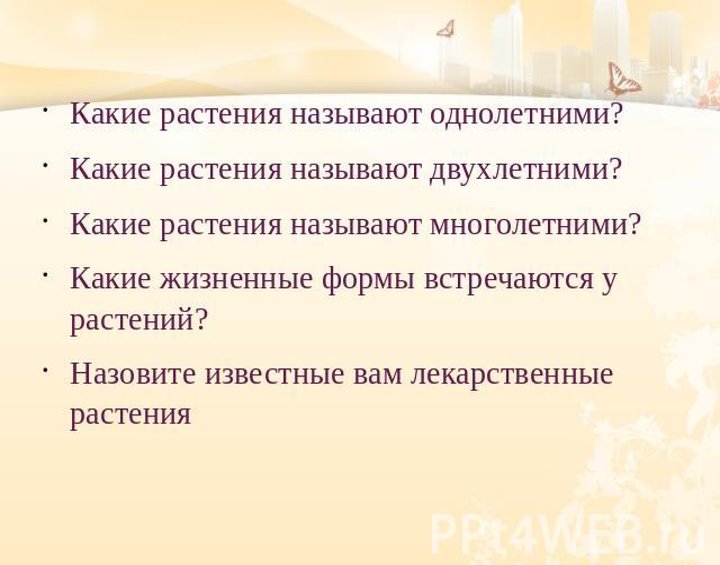 Какие растения называют однолетними?
Какие растения называют двухлетними?
Какие растения называют многолетними?
Какие жизненные формы встречаются у
растений?
Назовите известные вам лекарственные
растения
PPt4WEB.ru